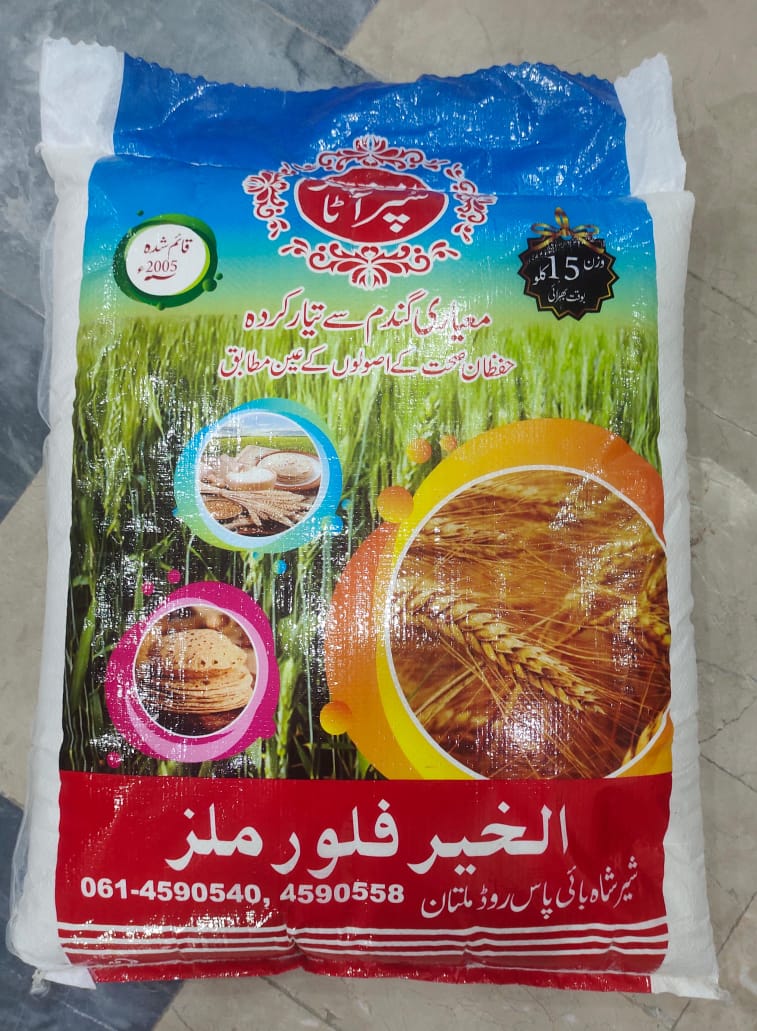 سپر آٹا
قائم شدہ
2005ء
وزن 15 کلو
بوقت بھرائی
معیاری گندم سے تیار کردہ
حفظان صحت کے اصولوں کے عین مطابق
الخیر فلور ملز
شیر شاہ بائی پاس روڈ ملتان 061-4590540, 4590558